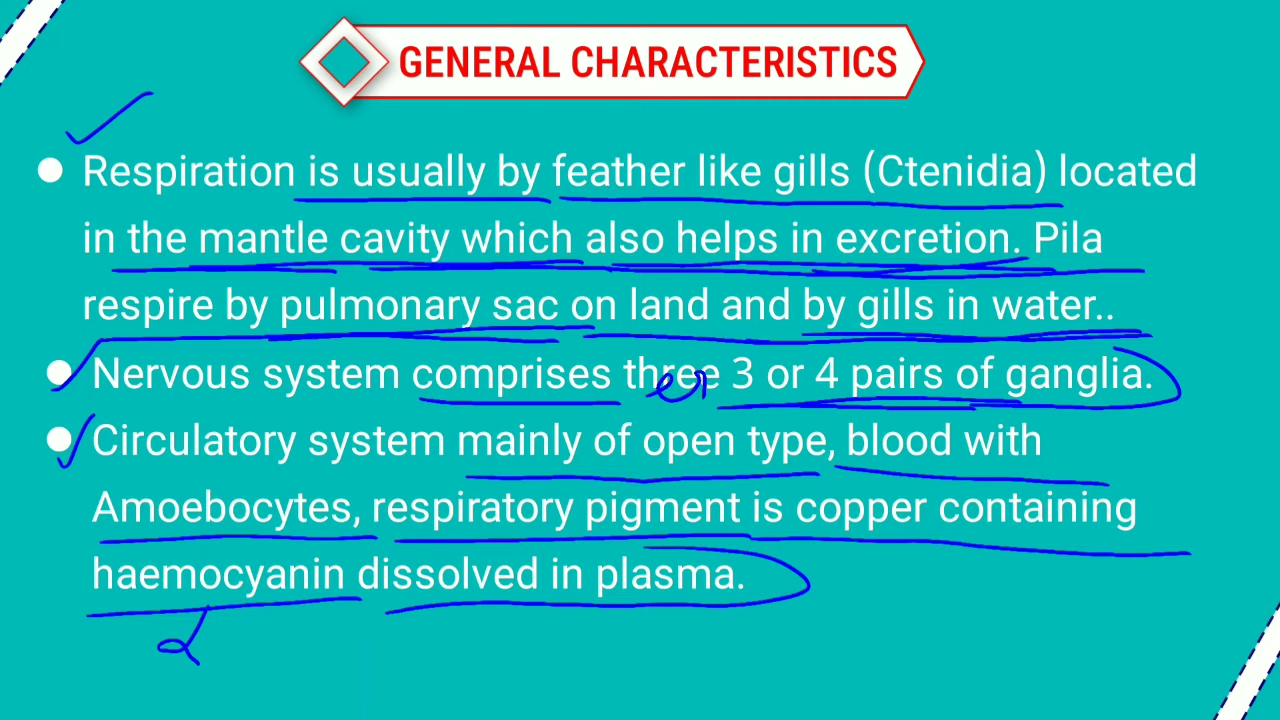 GENERAL CHARACTERISTICS
Respiration is usually by feather like gills (Ctenidia) located
in the mantle cavity which also helps in excretion. Pila
respire by pulmonary sac on land and by gills in water..
Nervous system comprises three 3 or 4 pairs of ganglia.
Circulatory system mainly of open type, blood with
Amoebocytes, respiratory pigment is copper containing
haemocyanin dissolved in plasma.